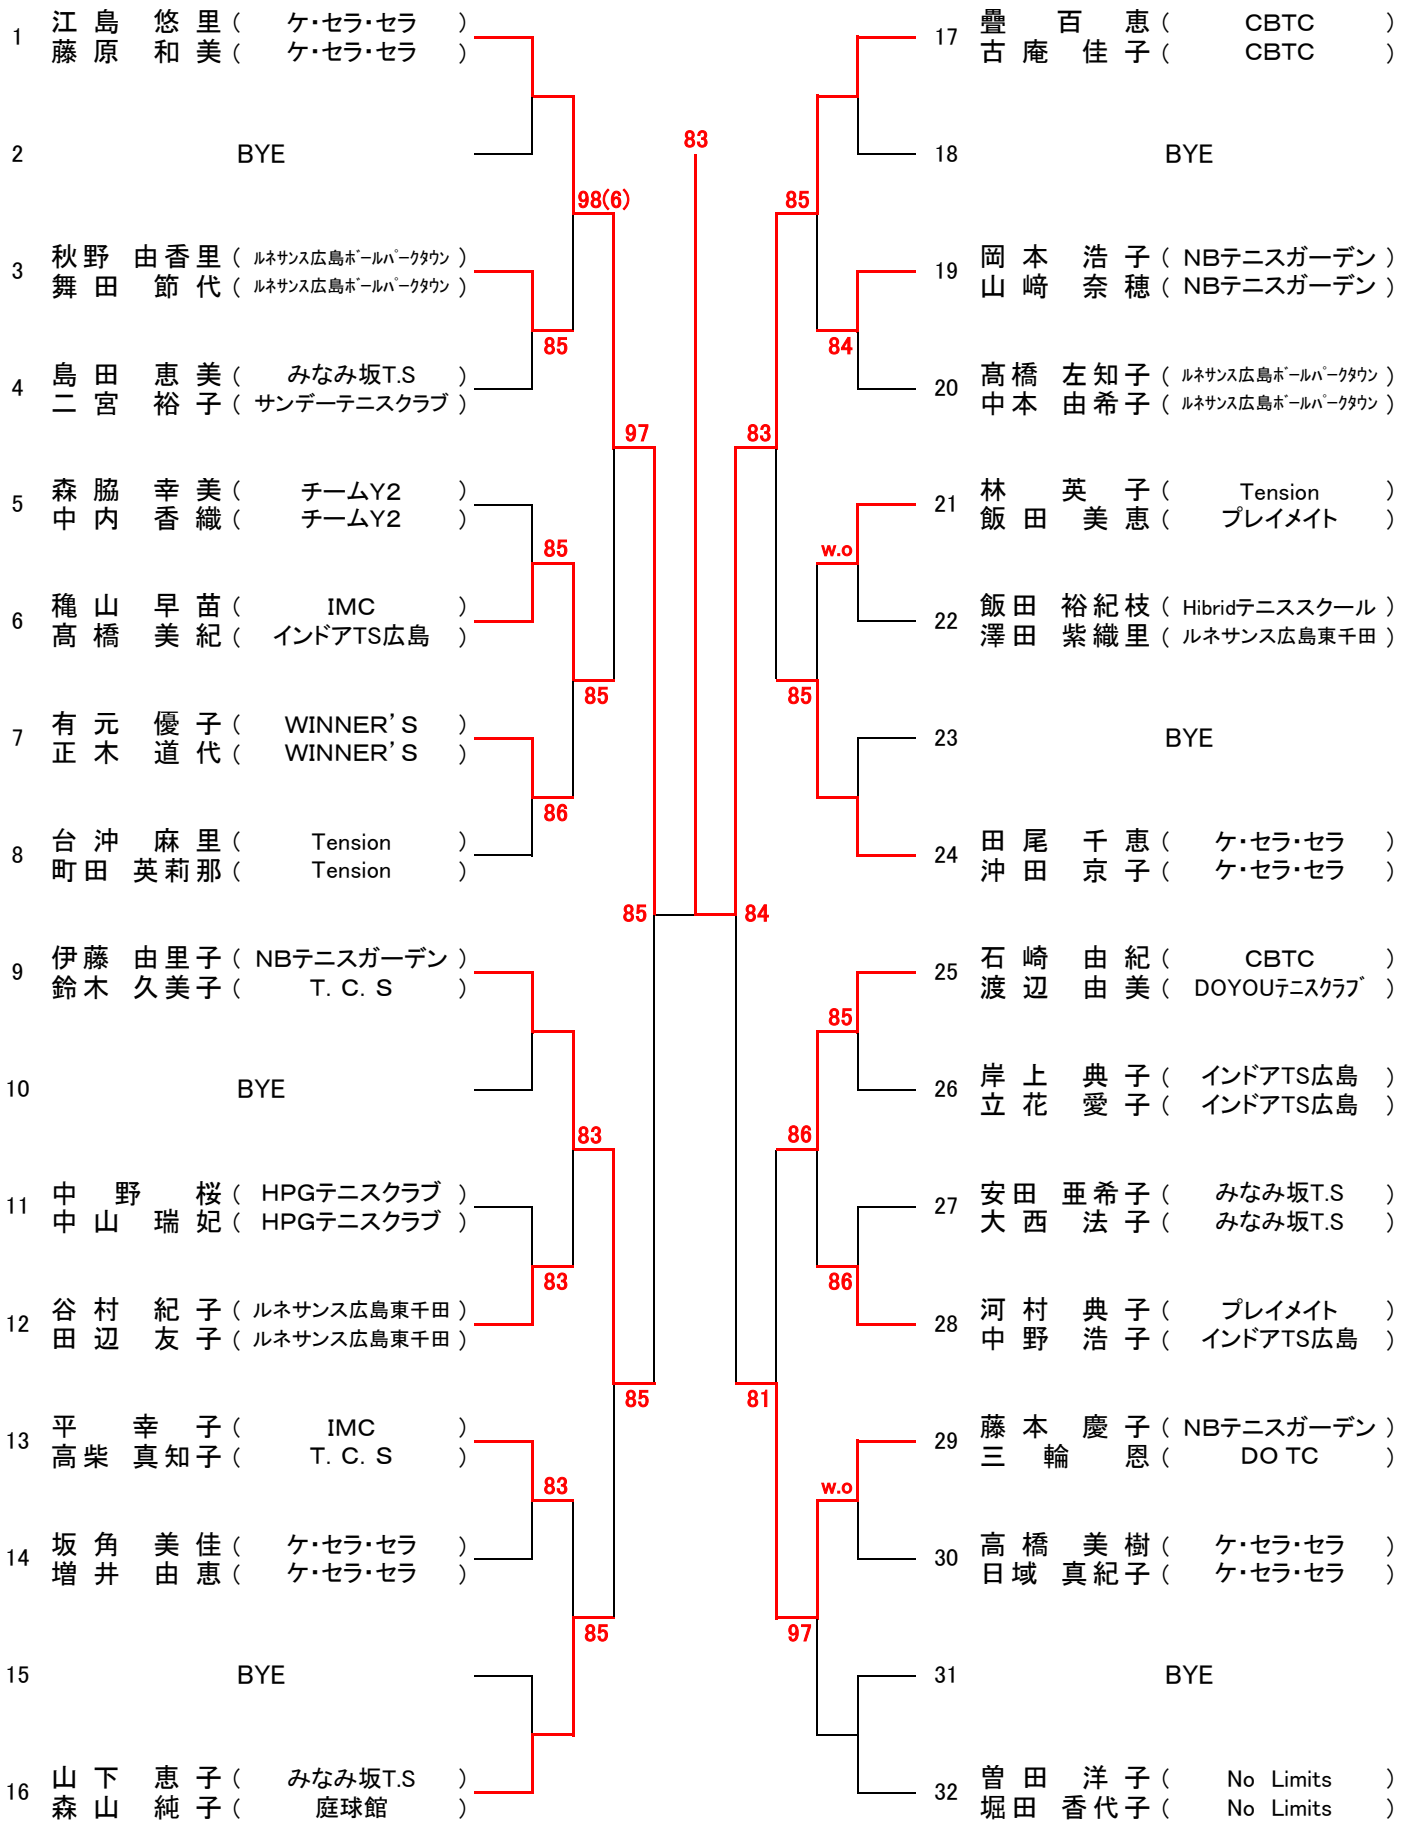 1 江島 悠里 ( ケ・セラ・セラ )
藤原 和美 ( ケ・セラ・セラ )
2 BYE
98(6)
3 秋野 由香里 ( ルネサンス広島ボールパークタウン )
舞田 節代 ( ルネサンス広島ボールパークタウン )
85
4 島田 恵美 ( みなみ坂T.S )
二宮 裕子 ( サンデーテニスクラブ )
97
5 森脇 幸美 ( チームY2 )
中内 香織 ( チームY2 )
85
6 穐山 早苗 ( IMC )
髙橋 美紀 ( インドアTS広島 )
85
7 有元 優子 ( WINNER'S )
正木 道代 ( WINNER'S )
86
8 台沖 麻里 ( Tension )
町田 英莉那 ( Tension )
85
9 伊藤 由里子 ( NBテニスガーデン )
鈴木 久美子 ( T.C.S )
10 BYE
83
11 中野 桜 ( HPGテニスクラブ )
中山 瑞妃 ( HPGテニスクラブ )
83
12 谷村 紀子 ( ルネサンス広島東千田 )
田辺 友子 ( ルネサンス広島東千田 )
85
13 平 幸子 ( IMC )
高柴 真知子 ( T.C.S )
83
14 坂角 美佳 ( ケ・セラ・セラ )
増井 由恵 ( ケ・セラ・セラ )
85
15 BYE
16 山下 恵子 ( みなみ坂T.S )
森山 純子 ( 庭球館 )
83
17 疊 百恵 ( CBTC )
古庵 佳子 ( CBTC )
18 BYE
85
19 岡本 浩子 ( NBテニスガーデン )
山﨑 奈穂 ( NBテニスガーデン )
84
20 髙橋 左知子 ( ルネサンス広島ボールパークタウン )
中本 由希子 ( ルネサンス広島ボールパークタウン )
83
21 林 英子 ( Tension )
飯田 美恵 ( プレイメイト )
w.o
22 飯田 裕紀枝 ( Hibridテニススクール )
澤田 紫織里 ( ルネサンス広島東千田 )
85
23 BYE
24 田尾 千恵 ( ケ・セラ・セラ )
沖田 京子 ( ケ・セラ・セラ )
84
25 石崎 由紀 ( CBTC )
渡辺 由美 ( DOYOUテニスクラブ )
85
26 岸上 典子 ( インドアTS広島 )
立花 愛子 ( インドアTS広島 )
86
27 安田 亜希子 ( みなみ坂T.S )
大西 法子 ( みなみ坂T.S )
86
28 河村 典子 ( プレイメイト )
中野 浩子 ( インドアTS広島 )
81
29 藤本 慶子 ( NBテニスガーデン )
三輪 恩 ( DO TC )
w.o
30 高橋 美樹 ( ケ・セラ・セラ )
日域 真紀子 ( ケ・セラ・セラ )
97
31 BYE
32 曽田 洋子 ( No Limits )
堀田 香代子 ( No Limits )